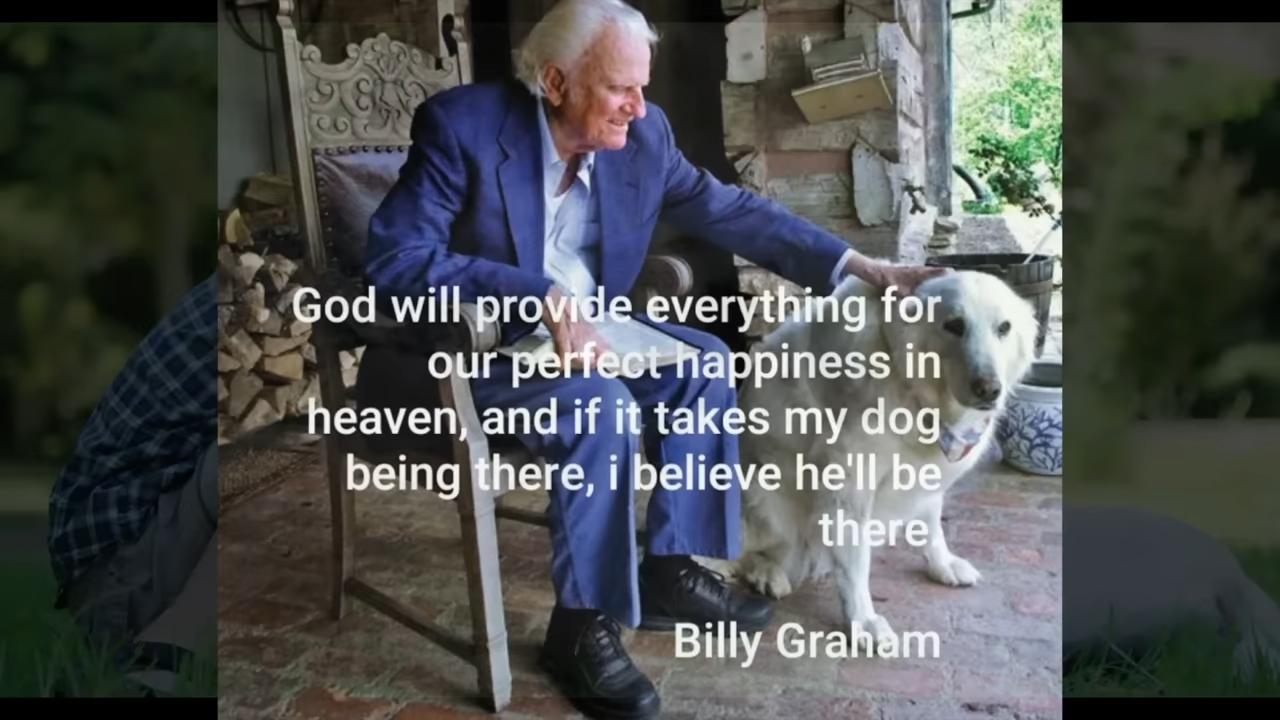 God will provide everything for
our perfect happiness in
heaven, and if it takes my dog
being there, i believe he'll be
there.
Billy Graham